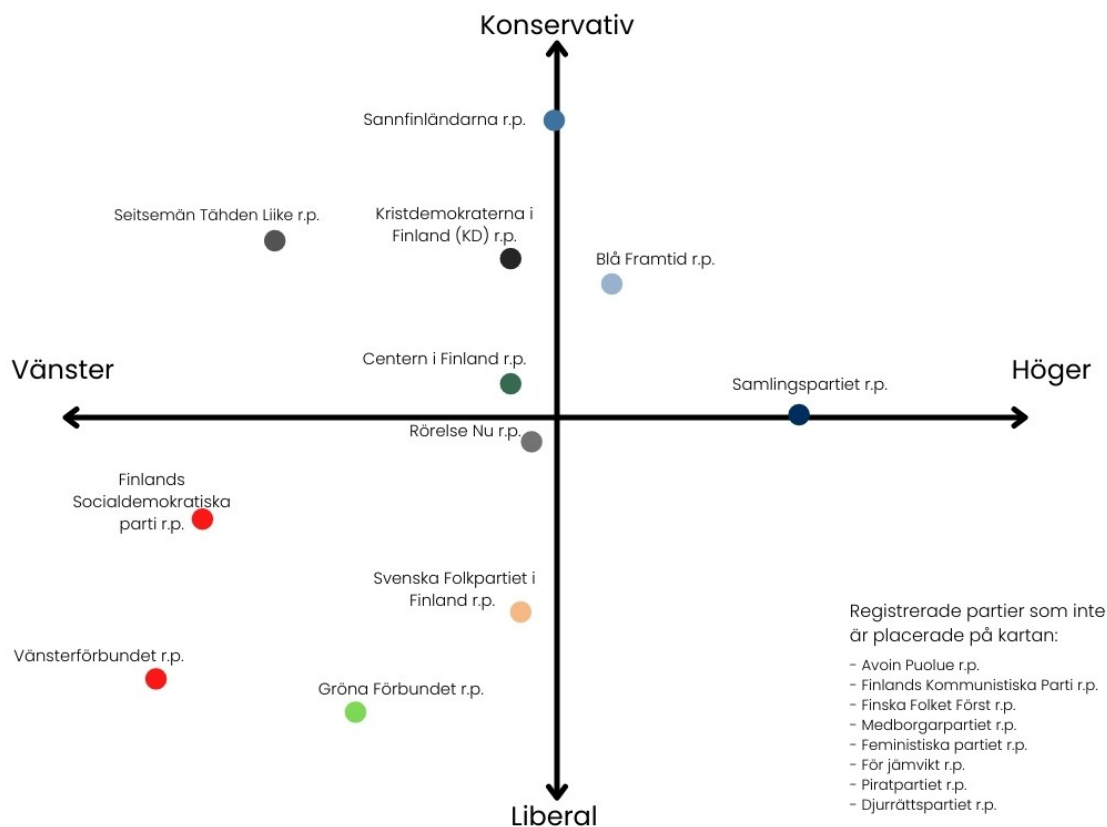 Konservativ
Sannfinländarna r.p.
Seitsemän Tähden Liike r.p.
Kristdemokraterna i
Finland (KD) r.p.
Blå Framtid r.p.
Centern i Finland r.p.
Vänster
Höger
Samlingspartiet r.p.
Rörelse Nu r.p.
Finlands
Socialdemokratiska
parti r.p.
Svenska Folkpartiet i
Finland r.p.
Vänsterförbundet r.p.
Gröna Förbundet r.p.
Registrerade partier som inte
är placerade på kartan:
- Avoin Puolue r.p.
- Finlands Kommunistiska Parti r.p.
- Finska Folket Först r.p.
- Medborgarpartiet r.p.
- Feministiska partiet r.p.
- För jämvikt r.p.
- Piratpartiet r.p.
- Djurrättspartiet r.p.
Liberal